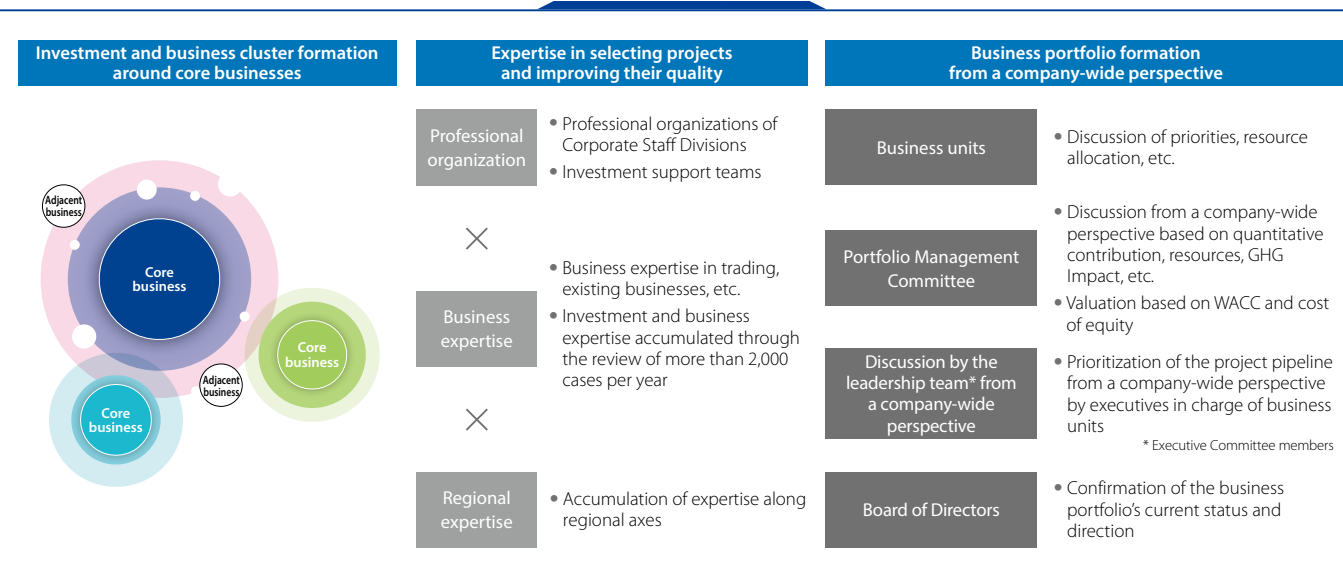 Investment and business cluster formation
around core businesses
Adjacent
business
Core
business
Core
business
Adjacent
business
Core
business
Expertise in selecting projects
and improving their quality
Professional
organization
• Professional organizations of
Corporate Staff Divisions
• Investment support teams
×
Business
expertise
• Business expertise in trading,
existing businesses, etc.
• Investment and business
expertise accumulated through
the review of more than 2,000
cases per year
×
Regional
expertise
• Accumulation of expertise along
regional axes
Business portfolio formation
from a company-wide perspective
Business units
• Discussion of priorities, resource
allocation, etc.
Portfolio Management
Committee
• Discussion from a company-wide
perspective based on quantitative
contribution, resources, GHG
Impact, etc.
• Valuation based on WACC and cost
of equity
Discussion by the
leadership team* from
a company-wide
perspective
• Prioritization of the project pipeline
from a company-wide perspective
by executives in charge of business
units
* Executive Committee members
Board of Directors
• Confirmation of the business
portfolio's current status and
direction